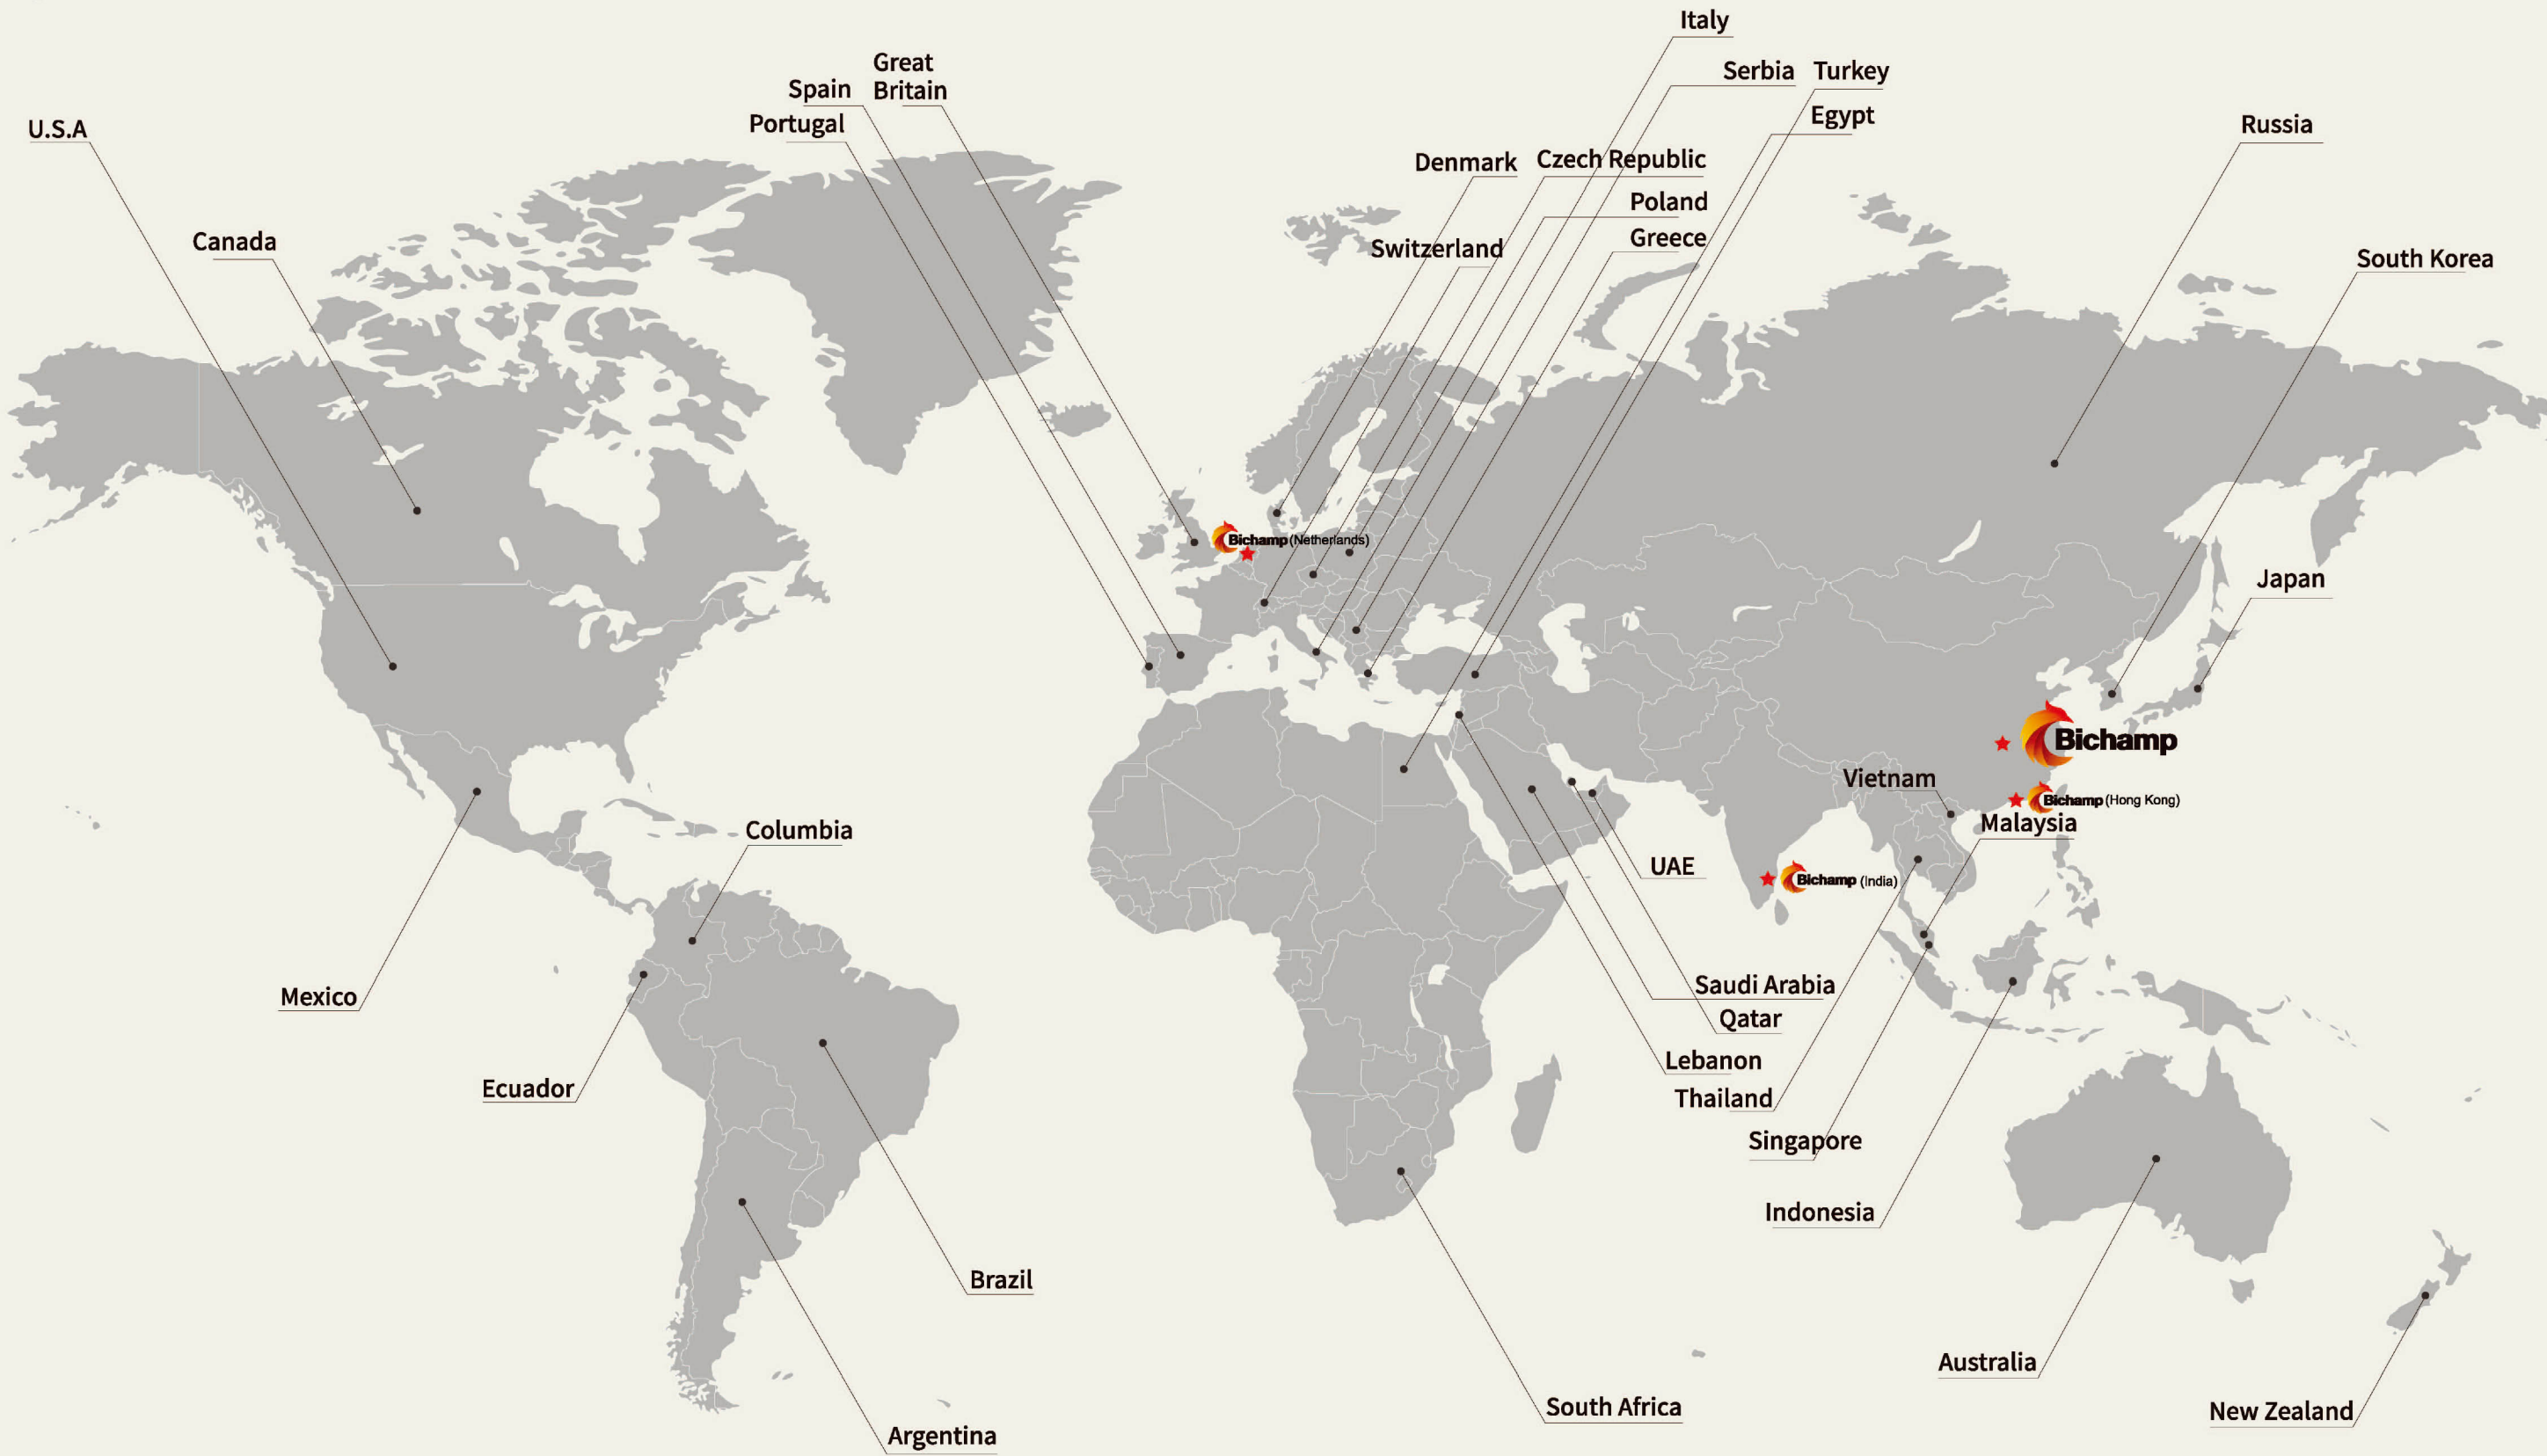 Italy
Great
Britain
Spain
Serbia
Turkey
Egypt
Portugal
U.S.A
Russia
Denmark
Czech Republic
Poland
Canada
Switzerland
Greece
South Korea
Bichamp (Netherlands)
Japan
Bichamp
Vietnam
Bichamp (Hong Kong)
Malaysia
Columbia
UAE
Bichamp (India)
Mexico
Saudi Arabia
Qatar
Lebanon
Ecuador
Thailand
Singapore
Indonesia
Brazil
Australia
South Africa
New Zealand
Argentina